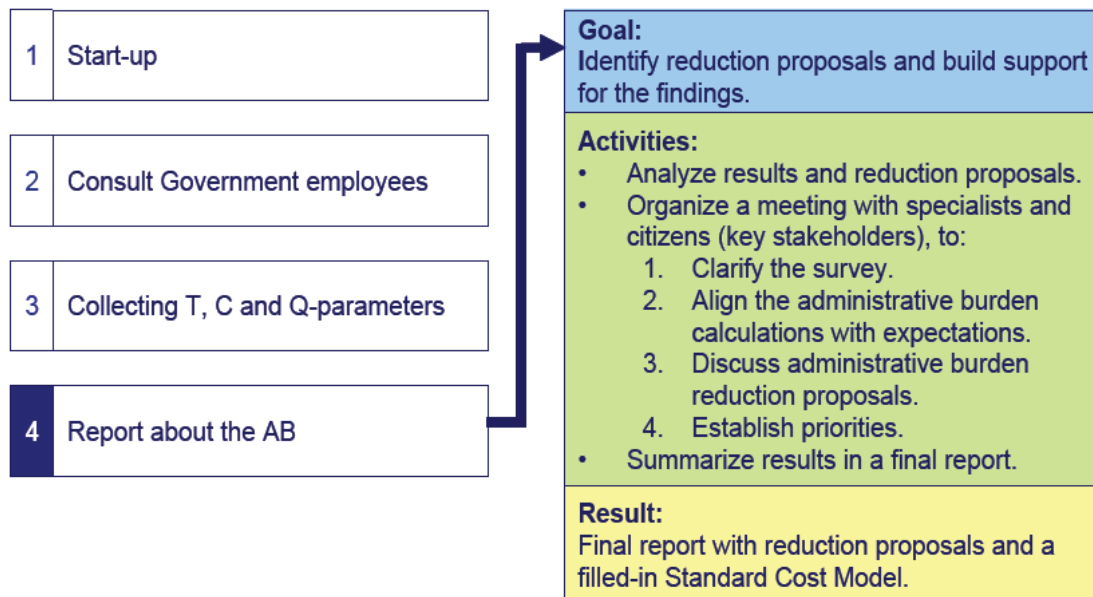 1 Start-up
2 Consult Government employees
3 Collecting T, C and Q-parameters
4 Report about the AB
Goal:
Identify reduction proposals and build support
for the findings.
Activities:
• Analyze results and reduction proposals.
• Organize a meeting with specialists and
citizens (key stakeholders), to:
1. Clarify the survey.
2. Align the administrative burden
calculations with expectations.
3. Discuss administrative burden
reduction proposals.
4. Establish priorities.
• Summarize results in a final report.
Result:
Final report with reduction proposals and a
filled-in Standard Cost Model.